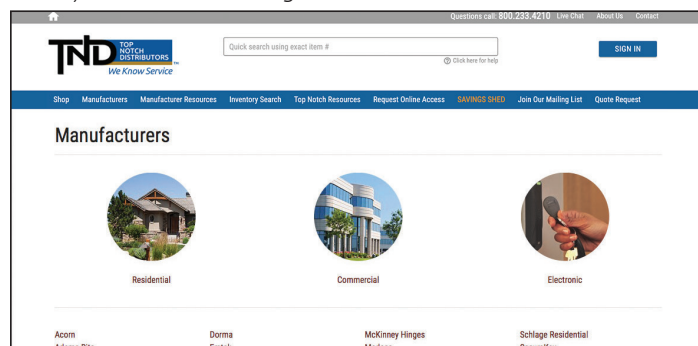 Questions call: 800.233.4210 Live Chat About Us Contact
TND TOP NOTCH DISTRIBUTORS
We Know Service
Quick search using exact item #
Click here for help
SIGN IN
Shop Manufacturers Manufacturer Resources Inventory Search Top Notch Resources Request Online Access SAVINGS SHED Join Our Mailing List Quote Request
Manufacturers
Residential Commercial Electronic
Acorn Dorma McKinney Hinges Schlage Residential